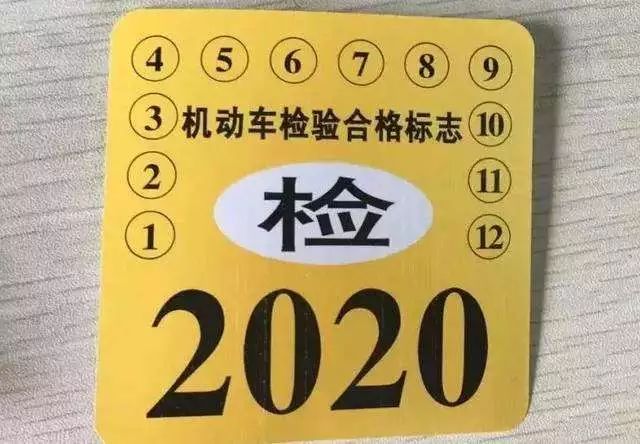 ④ ⑤ ⑥ ⑦ ⑧ ⑨
③ 机动车检验合格标志 ⑩
② ⑪
① 检 ⑫
2020